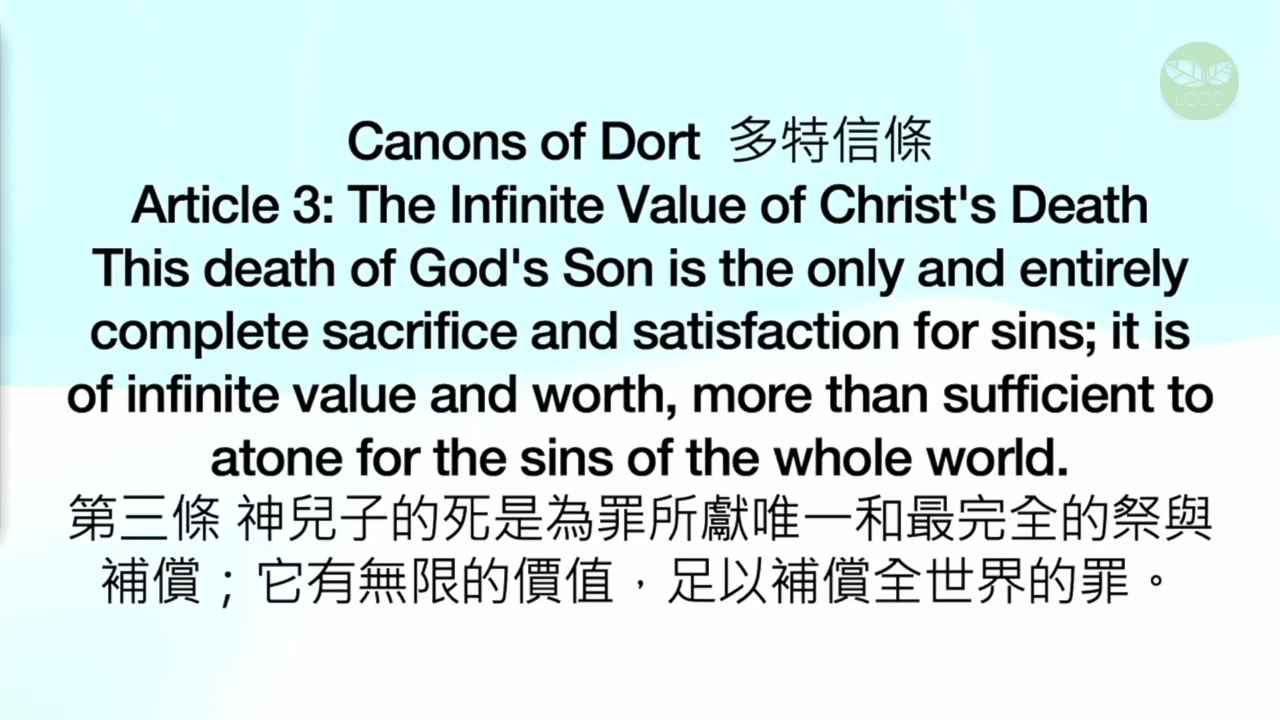 LCCC
Canons of Dort 多特信條
Article 3: The Infinite Value of Christ's Death
This death of God's Son is the only and entirely
complete sacrifice and satisfaction for sins; it is
of infinite value and worth, more than sufficient to
atone for the sins of the whole world.
第三條 神兒子的死是為罪所獻唯一和最完全的祭與
補償；它有無限的價值，足以補償全世界的罪。